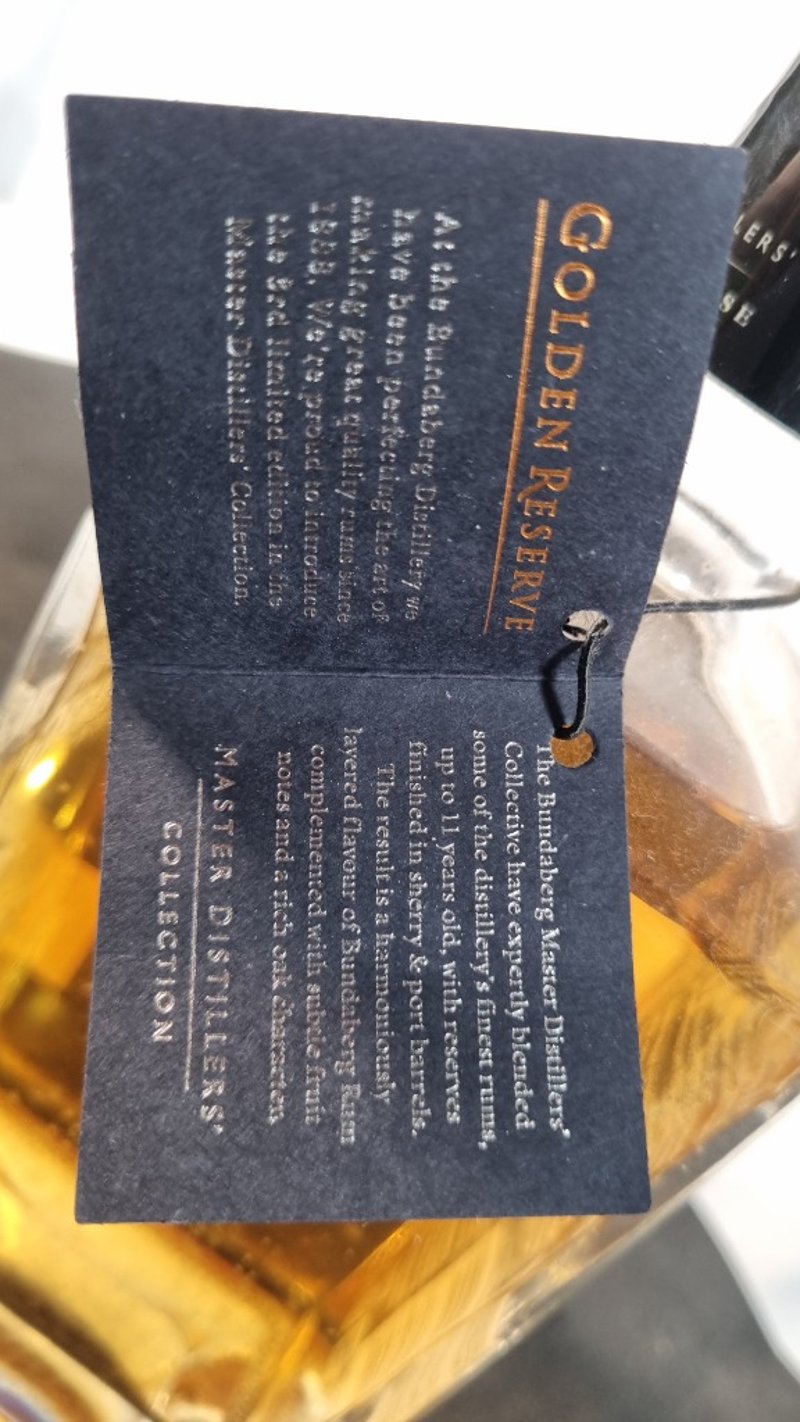 GOLDEN RESERVE
At the Bundaberg Distillery we
have been perfecting the art of
making great quality rums since
1888. We're proud to introduce
the 3rd limited edition in the
Master Distillers' Collection.
The Bundaberg Master Distillers'
Collective have expertly blended
some of the distillery's finest rums,
up to 11 years old, with reserves
finished in sherry & port barrels.
The result is a harmoniously
layered flavour of Bundaberg Rum
complemented with subtle fruit
notes and a rich oak character.
MASTER DISTILLERS'
COLLECTION